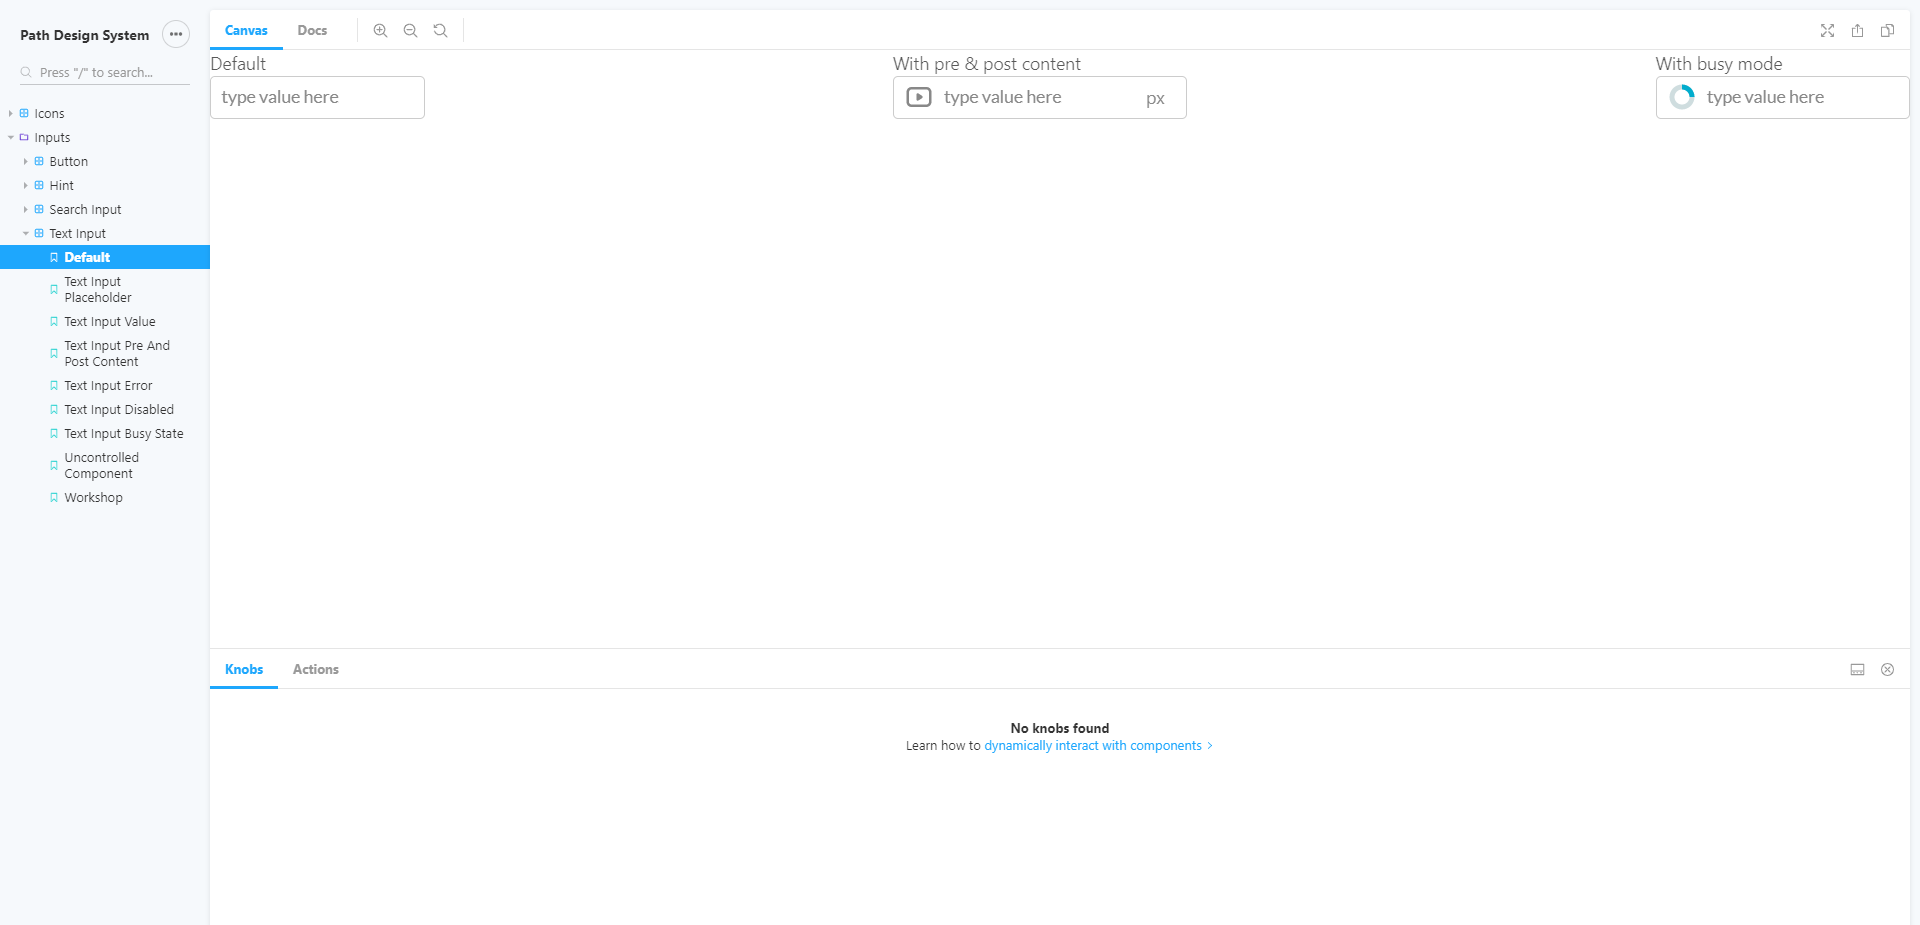 Path Design System
Press "/" to search...
Icons
Inputs
Button
Hint
Search Input
Text Input
Default
Text Input
Placeholder
Text Input Value
Text Input Pre And
Post Content
Text Input Error
Text Input Disabled
Text Input Busy State
Uncontrolled
Component
Workshop
Canvas Docs
Default With pre & post content With busy mode
type value here type value here px type value here
Knobs Actions
No knobs found
Learn how to dynamically interact with components